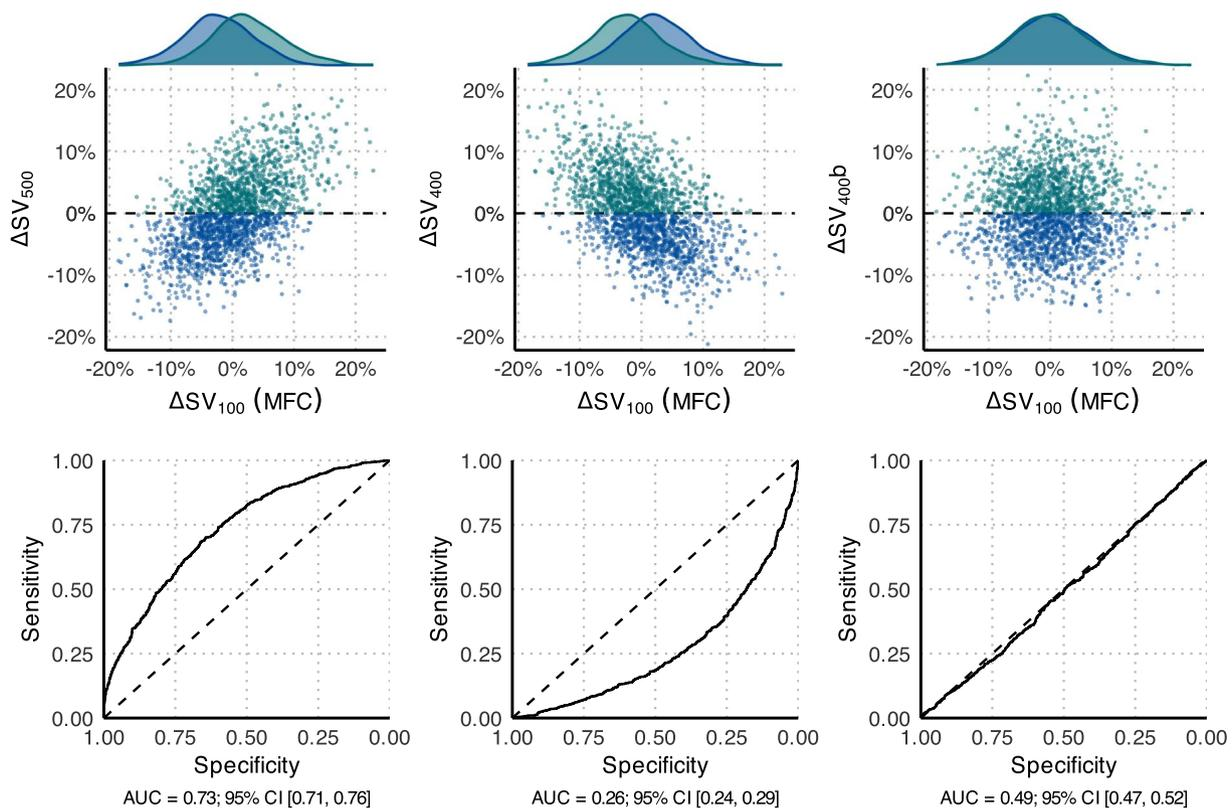 ΔSV500
20%
10%
0%
-10%
-20%
-20% -10% 0% 10% 20%
ΔSV100 (MFC)
ΔSV400
20%
10%
0%
-10%
-20%
-20% -10% 0% 10% 20%
ΔSV100 (MFC)
ΔSV400b
20%
10%
0%
-10%
-20%
-20% -10% 0% 10% 20%
ΔSV100 (MFC)
Sensitivity
1.00
0.75
0.50
0.25
0.00
1.00 0.75 0.50 0.25 0.00
Specificity
AUC = 0.73; 95% CI [0.71, 0.76]
Sensitivity
1.00
0.75
0.50
0.25
0.00
1.00 0.75 0.50 0.25 0.00
Specificity
AUC = 0.26; 95% CI [0.24, 0.29]
Sensitivity
1.00
0.75
0.50
0.25
0.00
1.00 0.75 0.50 0.25 0.00
Specificity
AUC = 0.49; 95% CI [0.47, 0.52]